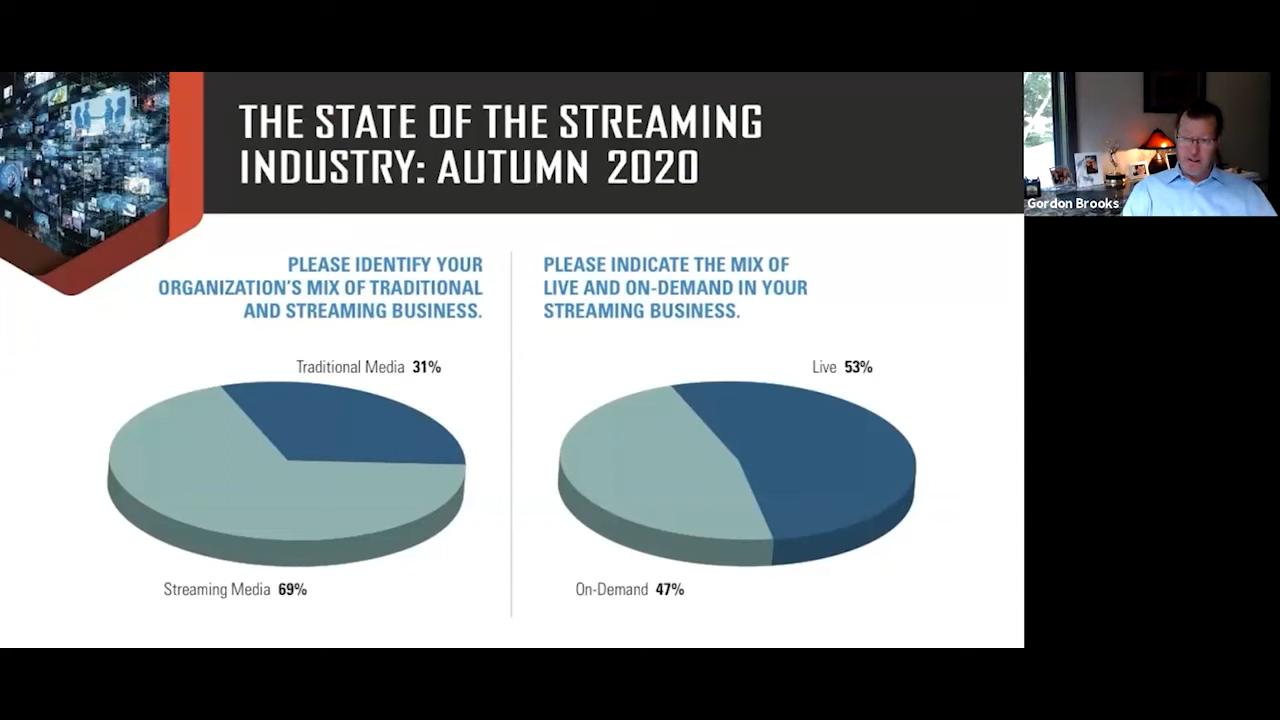 THE STATE OF THE STREAMING
INDUSTRY: AUTUMN 2020
Gordon Brooks
PLEASE IDENTIFY YOUR
ORGANIZATION'S MIX OF TRADITIONAL
AND STREAMING BUSINESS.
Traditional Media 31%
Streaming Media 69%
PLEASE INDICATE THE MIX OF
LIVE AND ON-DEMAND IN YOUR
STREAMING BUSINESS.
Live 53%
On-Demand 47%